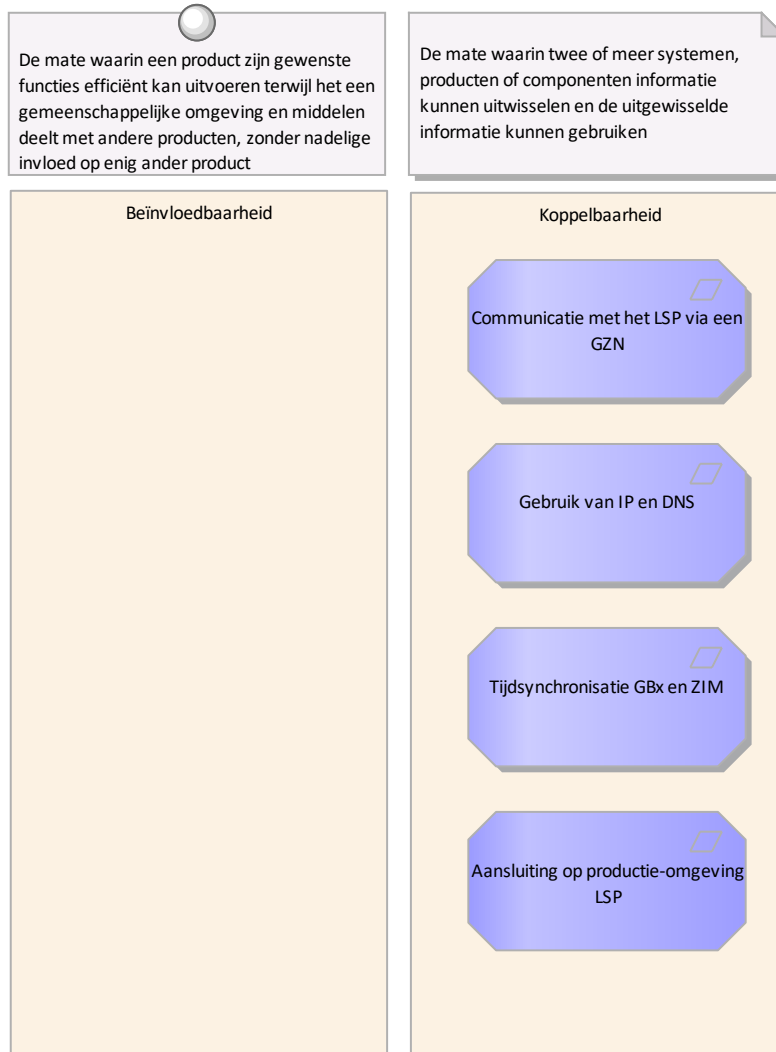 De mate waarin een product zijn gewenste
functies efficiënt kan uitvoeren terwijl het een
gemeenschappelijke omgeving en middelen
deelt met andere producten, zonder nadelige
invloed op enig ander product
De mate waarin twee of meer systemen,
producten of componenten informatie
kunnen uitwisselen en de uitgewisselde
informatie kunnen gebruiken
Beïnvloedbaarheid
Koppelbaarheid
Communicatie met het LSP via een
GZN
Gebruik van IP en DNS
Tijdsynchronisatie GBx en ZIM
Aansluiting op productie-omgeving
LSP